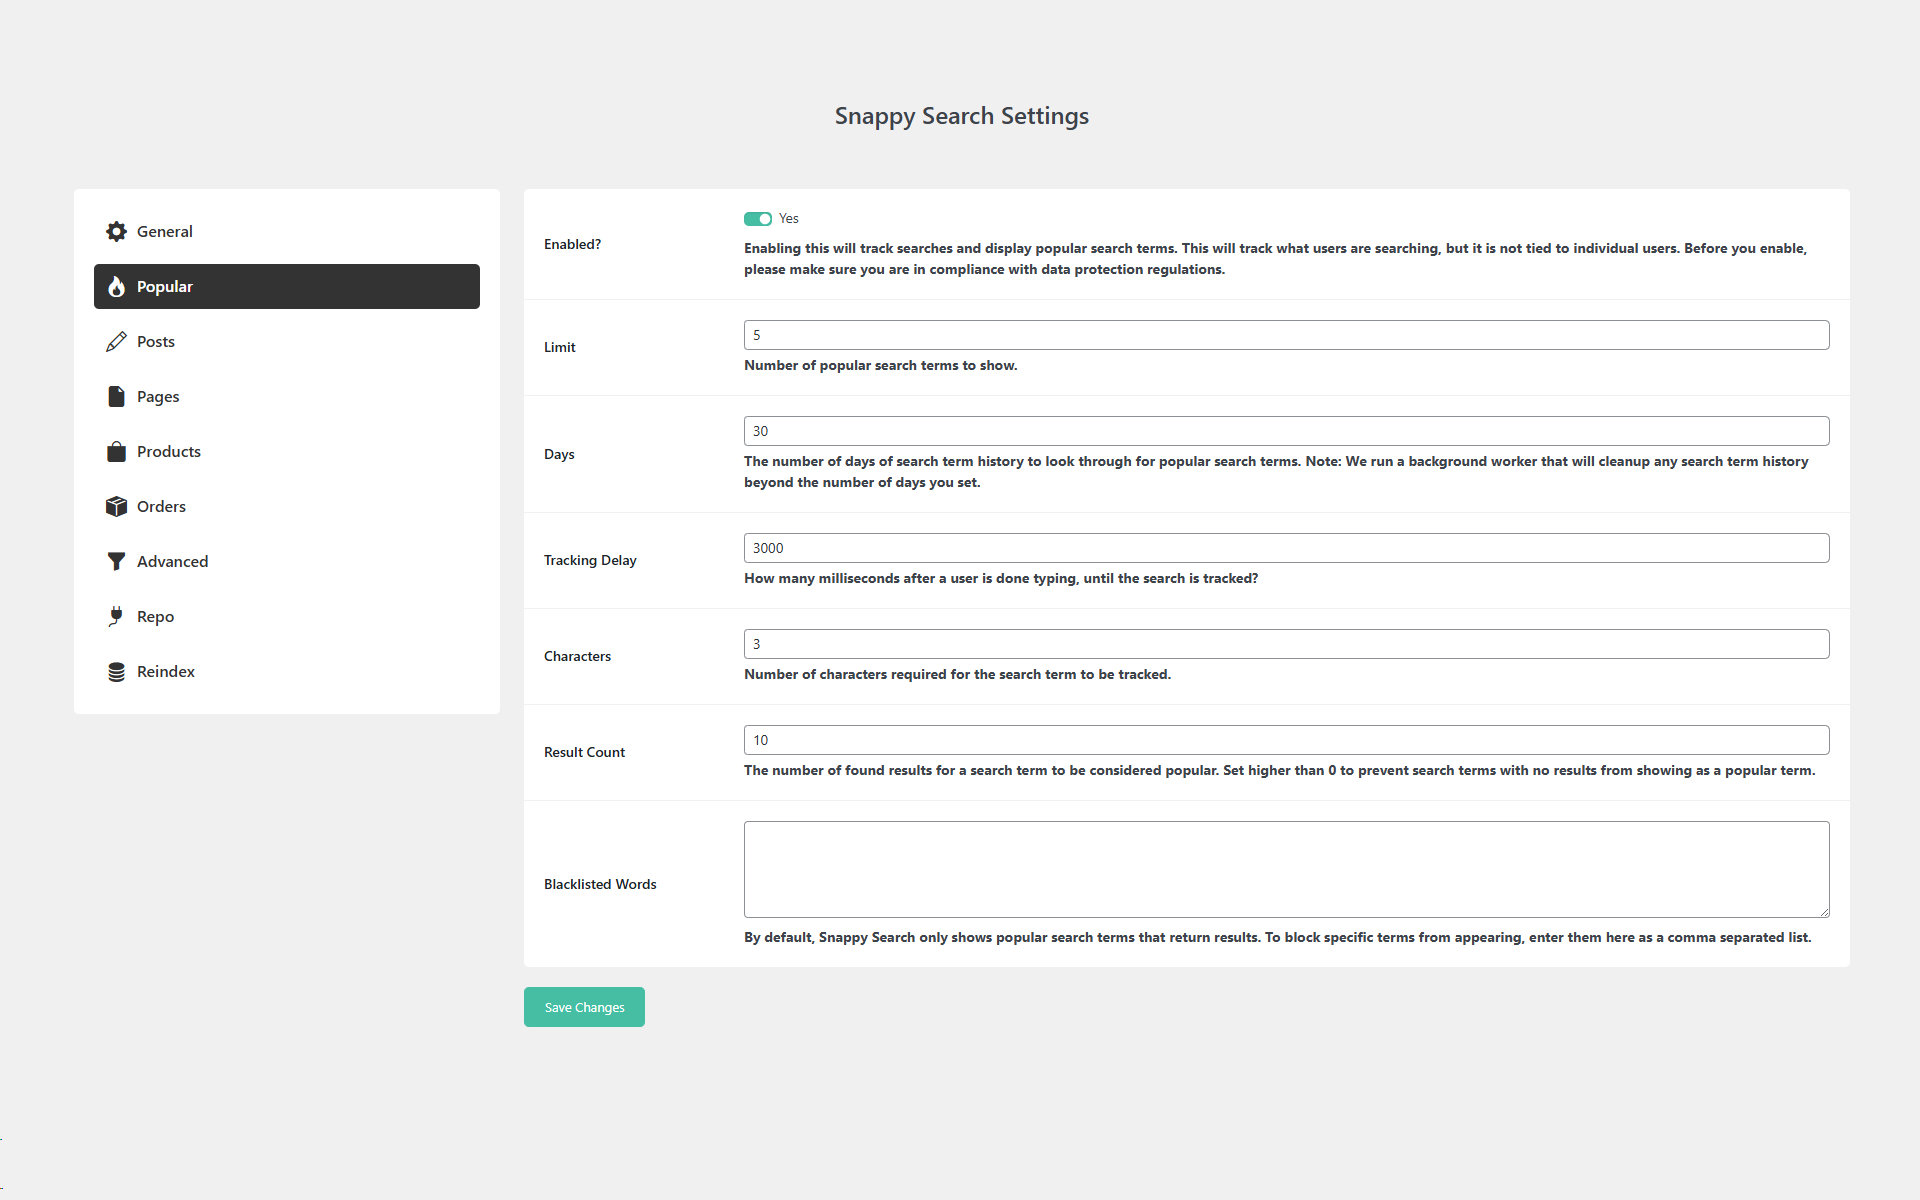 Snappy Search Settings
General
Popular
Posts
Pages
Products
Orders
Advanced
Repo
Reindex
Enabled?
Yes
Enabling this will track searches and display popular search terms. This will track what users are searching, but it is not tied to individual users. Before you enable,
please make sure you are in compliance with data protection regulations.
Limit
5
Number of popular search terms to show.
Days
30
The number of days of search term history to look through for popular search terms. Note: We run a background worker that will cleanup any search term history
beyond the number of days you set.
Tracking Delay
3000
How many milliseconds after a user is done typing, until the search is tracked?
Characters
3
Number of characters required for the search term to be tracked.
Result Count
10
The number of found results for a search term to be considered popular. Set higher than 0 to prevent search terms with no results from showing as a popular term.
Blacklisted Words
By default, Snappy Search only shows popular search terms that return results. To block specific terms from appearing, enter them here as a comma separated list.
Save Changes